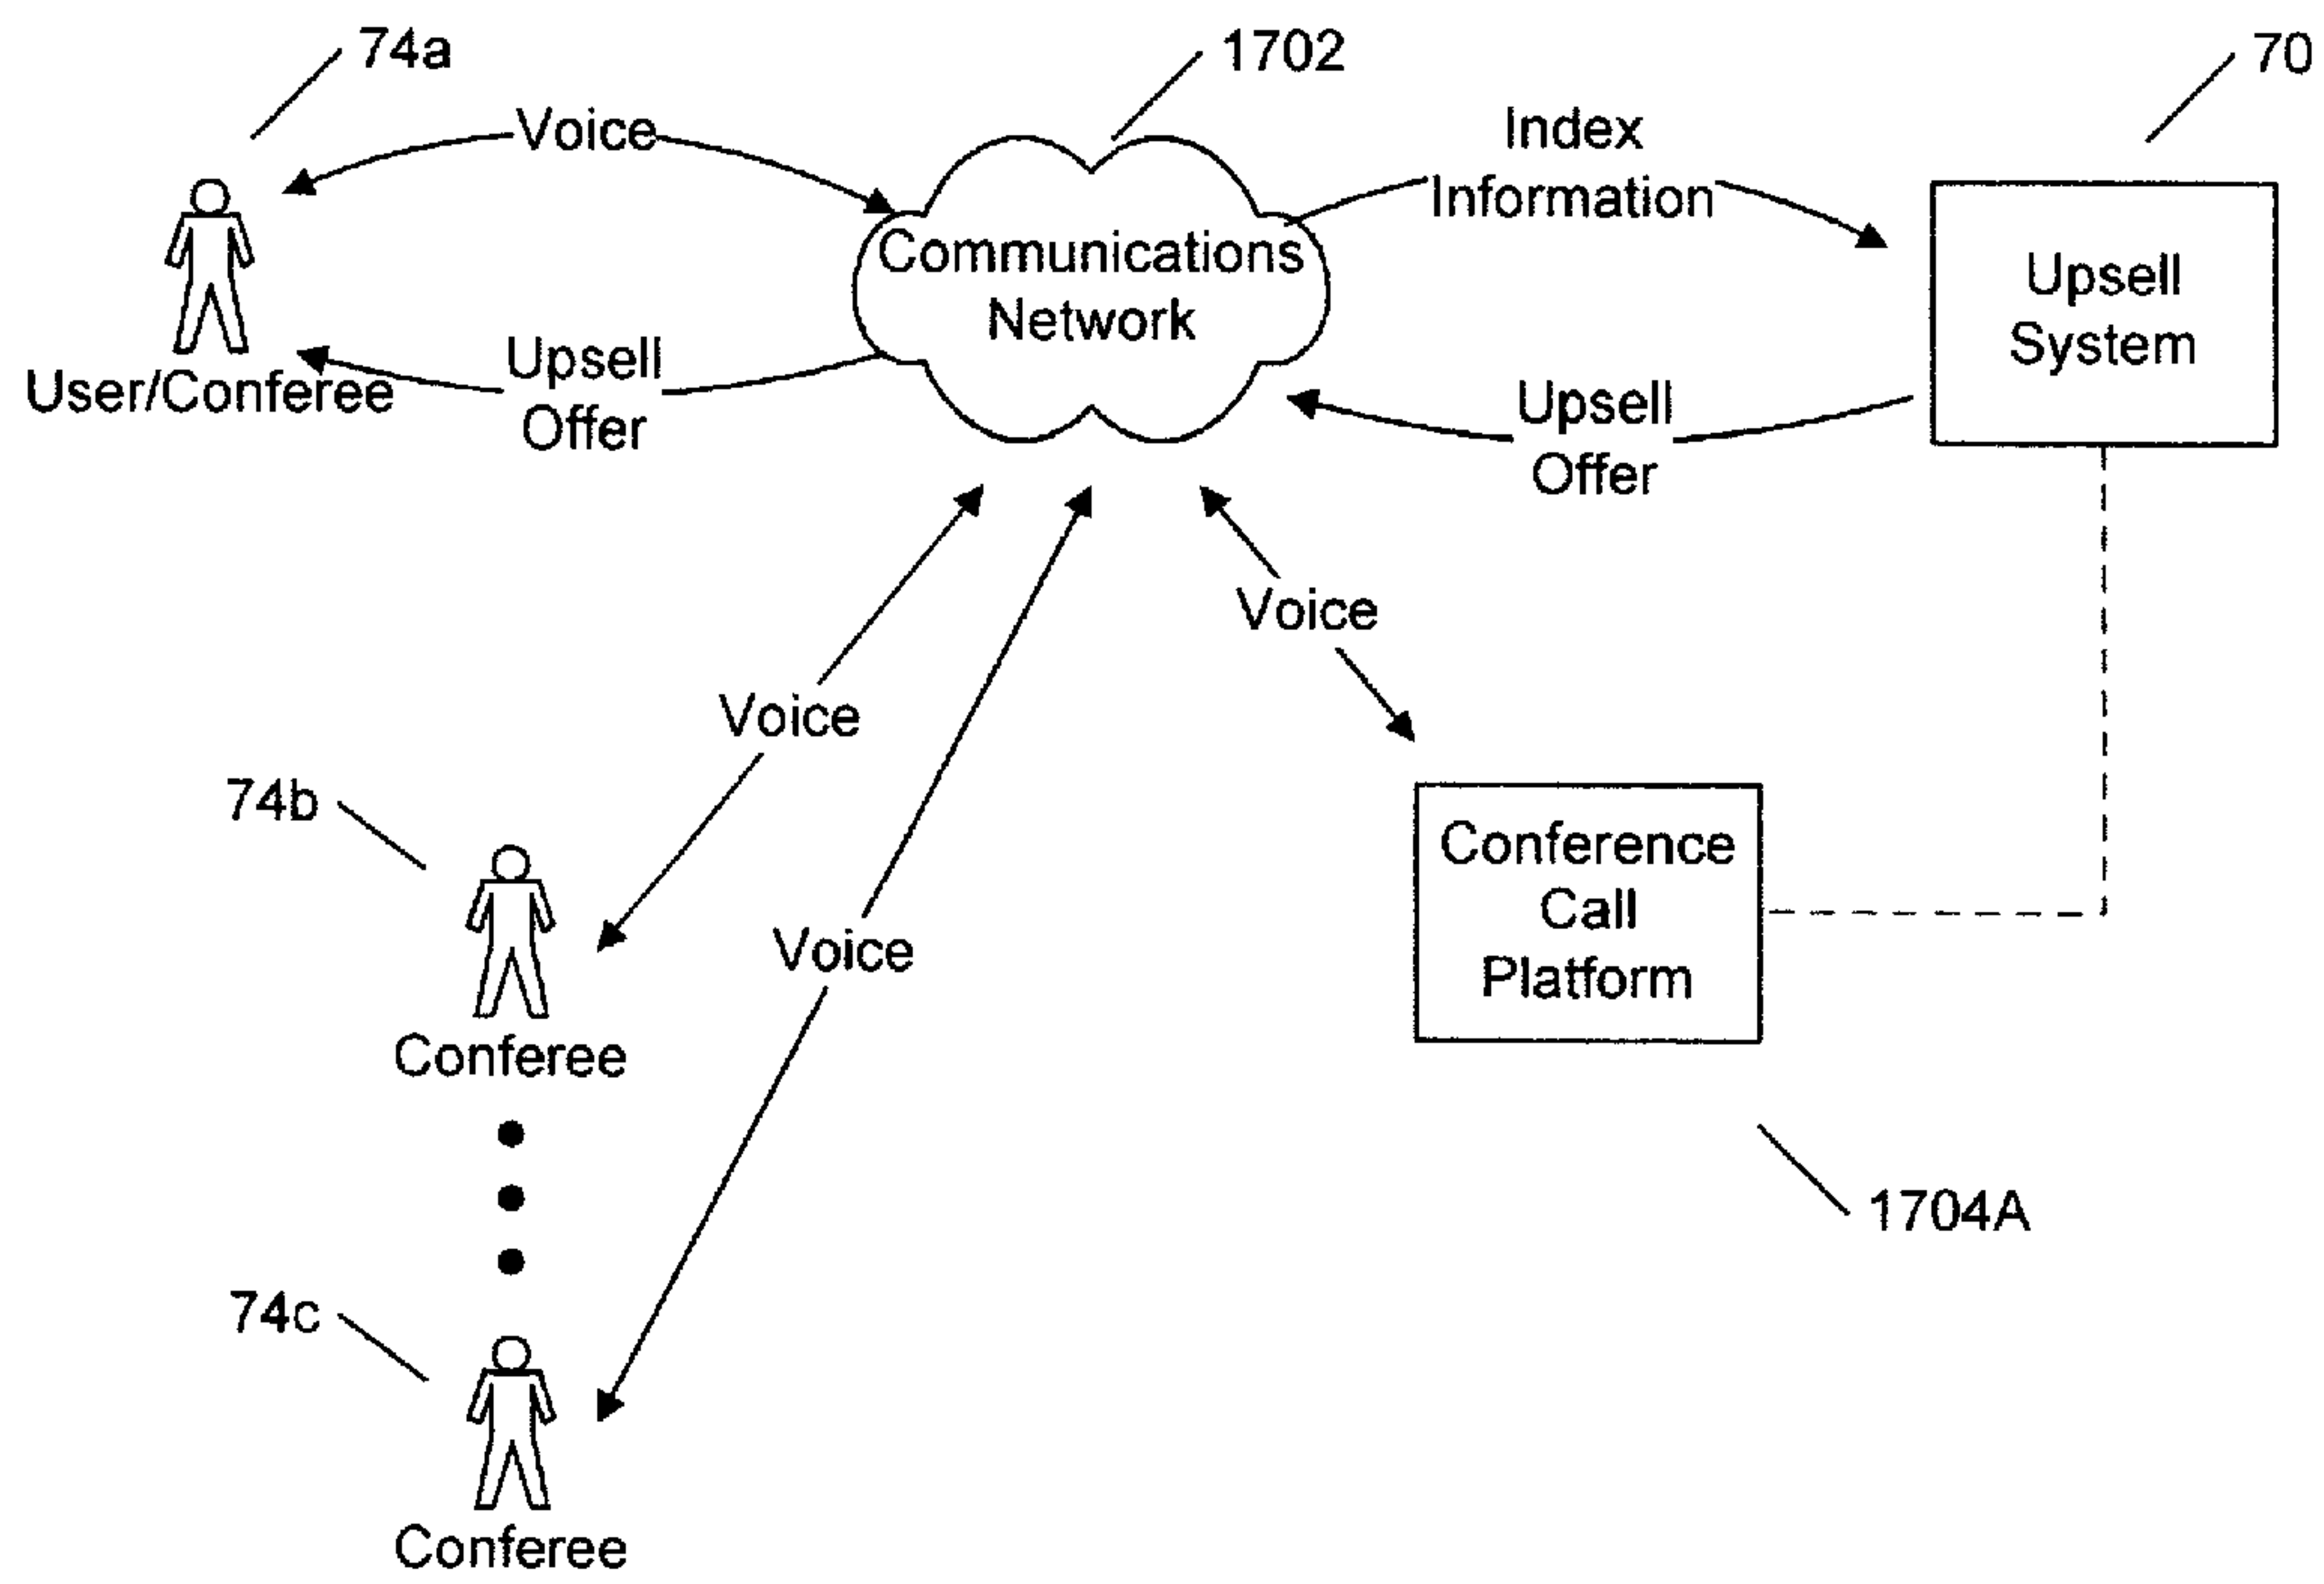 74a
1702
70
Voice
Index
Information
Communications
Network
Upsell
System
User/Conferee
Upsell
Offer
Upsell
Offer
Voice
Voice
74b
Conference
Call
Platform
Voice
Conferee
1704A
74c
Conferee